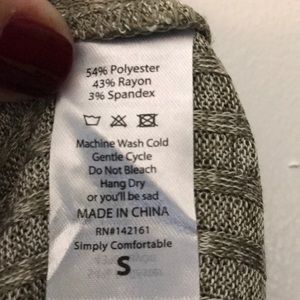 54% Polyester
43% Rayon
3% Spandex
Machine Wash Cold
Gentle Cycle
Do Not Bleach
Hang Dry
or you'll be sad
MADE IN CHINA
RN#142161
Simply Comfortable
S